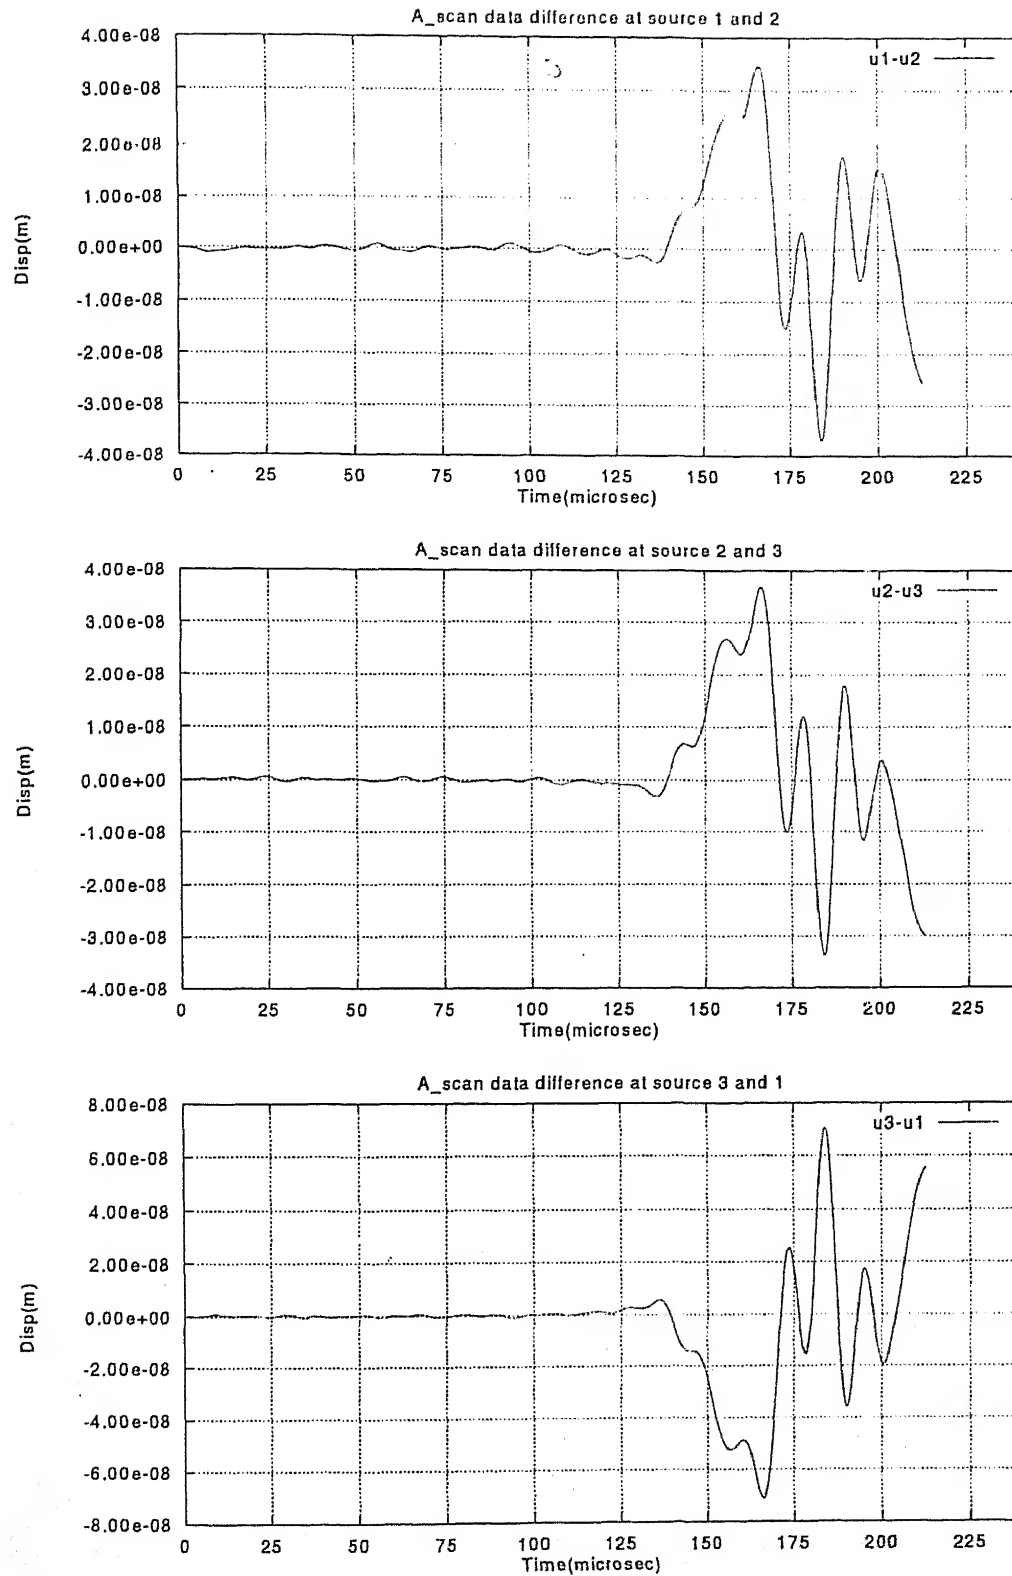 A_scan data difference at source 1 and 2
4.00e-08
u1-u2
3.00e-08
2.00e-08
1.00e-08
0.00e+00
-1.00e-08
-2.00e-08
-3.00e-08
-4.00e-08
Disp(m)
0 25 50 75 100 125 150 175 200 225
Time(microsec)
A_scan data difference at source 2 and 3
4.00e-08
u2-u3
3.00e-08
2.00e-08
1.00e-08
0.00e+00
-1.00e-08
-2.00e-08
-3.00e-08
-4.00e-08
Disp(m)
0 25 50 75 100 125 150 175 200 225
Time(microsec)
A_scan data difference at source 3 and 1
8.00e-08
u3-u1
6.00e-08
4.00e-08
2.00e-08
0.00e+00
-2.00e-08
-4.00e-08
-6.00e-08
-8.00e-08
Disp(m)
0 25 50 75 100 125 150 175 200 225
Time(microsec)